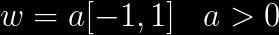 w = a[−1, 1]   a > 0